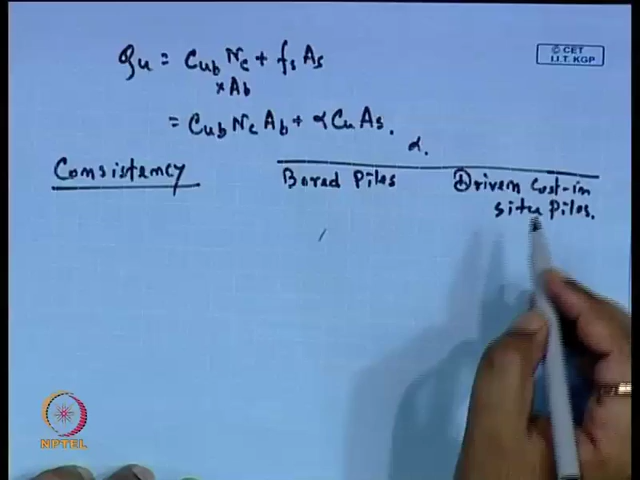 © CET
I.I.T. KGP
Qu = Cub Nc + fs As
× Ab
= Cub Nc Ab + α Cu As.
α.
Consistency
Bored Piles
Driven Cast-in
situ Piles.
NPTEL